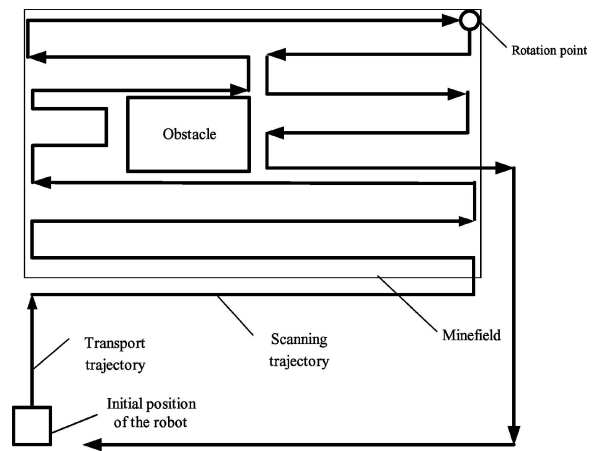 Rotation point
Obstacle
Minefield
Scanning
trajectory
Transport
trajectory
Initial position
of the robot